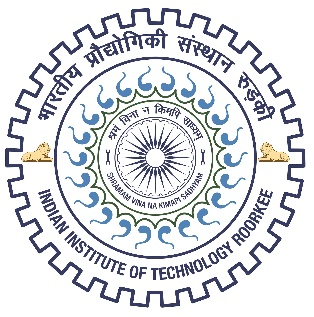 भारतीय प्रौद्योगिकी संस्थान रुड़की
श्रमं विना न किमपि साध्यम्
SHRAMAM VINA NA KIMAPI SADHYAM
INDIAN INSTITUTE OF TECHNOLOGY ROORKEE